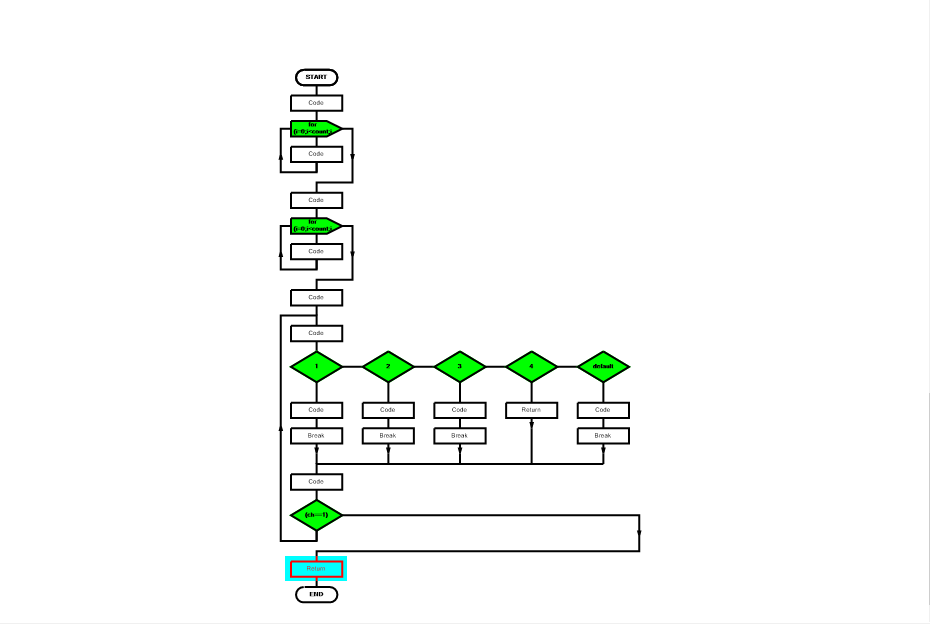 START
Code
for
(i=0;i<count;i
Code
Code
for
(i=0;i<count;i
Code
Code
Code
1 2 3 4 default
Code Code Code Return Code
Break Break Break Break
Code
(ch==1)
Return
END